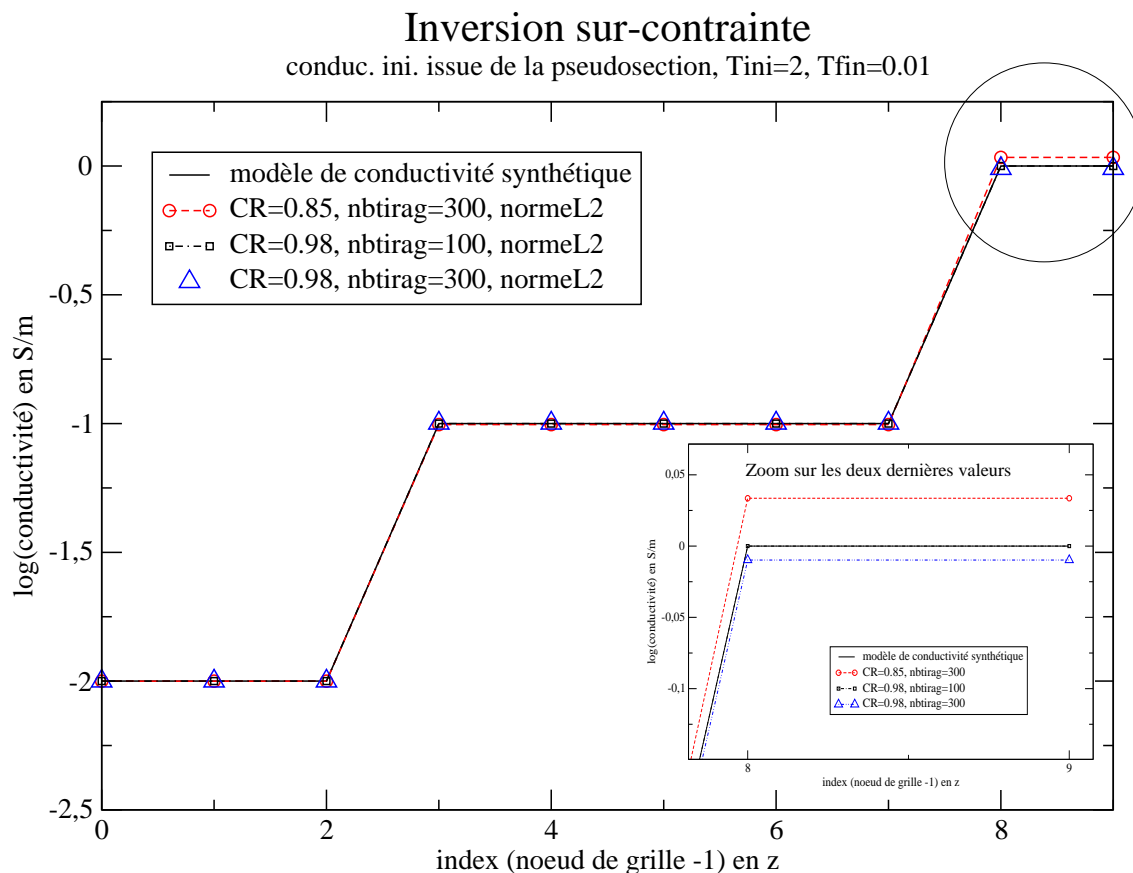 Inversion sur-contrainte
conduc. ini. issue de la pseudosection, Tini=2, Tfin=0.01
modèle de conductivité synthétique
CR=0.85, nbtirag=300, normeL2
CR=0.98, nbtirag=100, normeL2
CR=0.98, nbtirag=300, normeL2
log(conductivité) en S/m
0
-0,5
-1
-1,5
-2
-2,5
0
2
4
6
8
index (noeud de grille -1) en z
Zoom sur les deux dernières valeurs
log(conductivité) en S/m
0,05
0
-0,05
-0,1
modèle de conductivité synthétique
CR=0.85, nbtirag=300
CR=0.98, nbtirag=100
CR=0.98, nbtirag=300
8
9
index (noeud de grille -1) en z